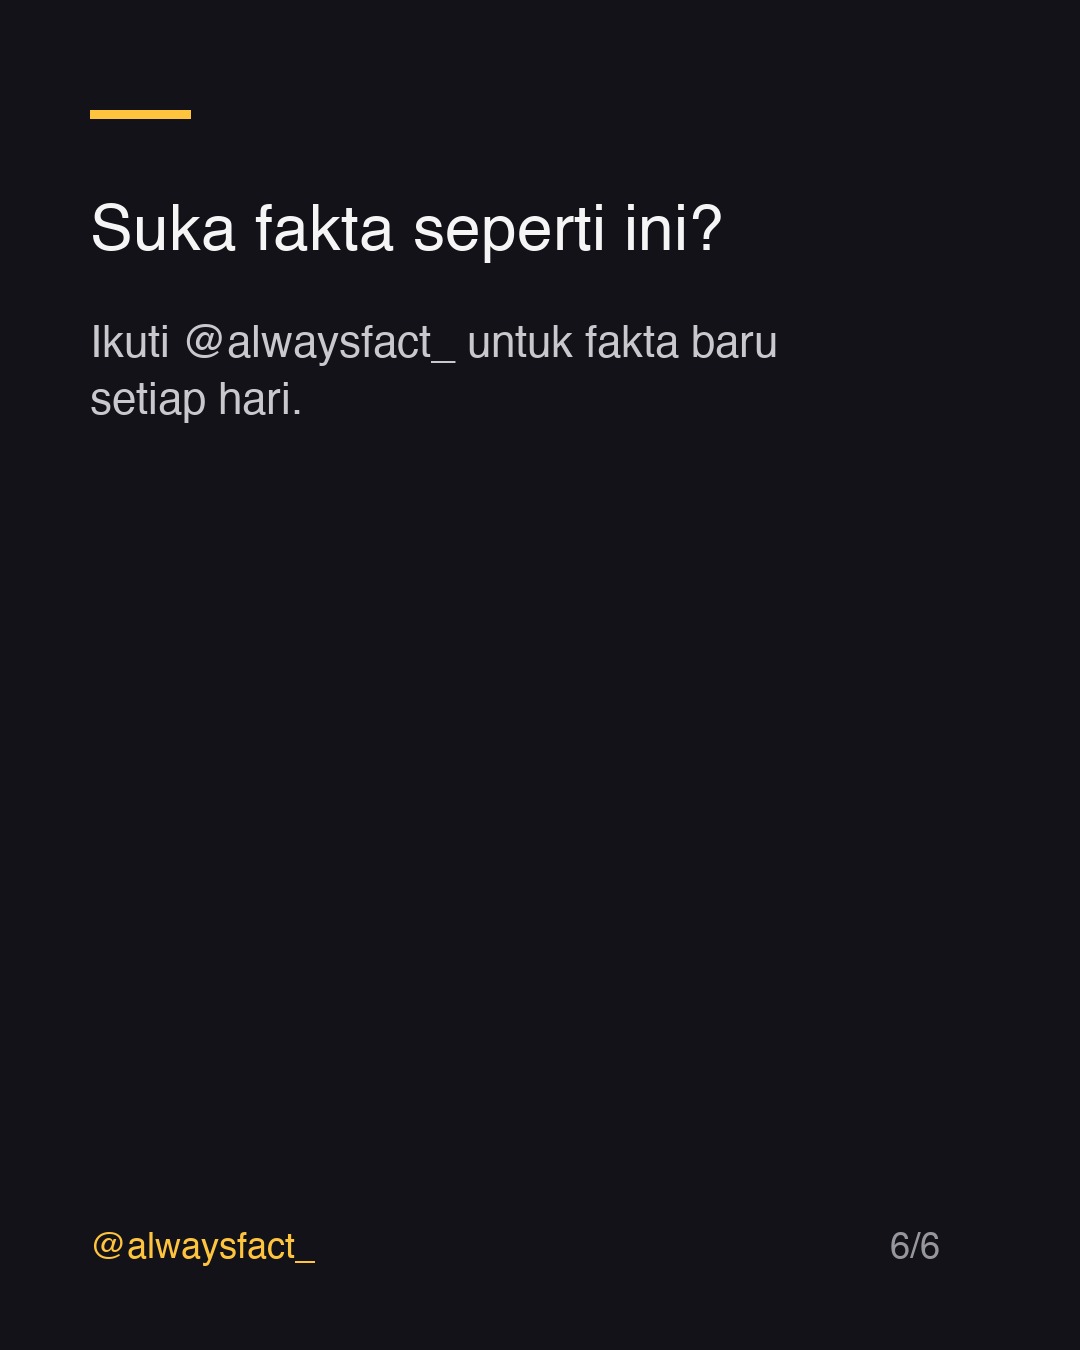 Suka fakta seperti ini?
Ikuti @alwaysfact_ untuk fakta baru
setiap hari.
@alwaysfact_
6/6